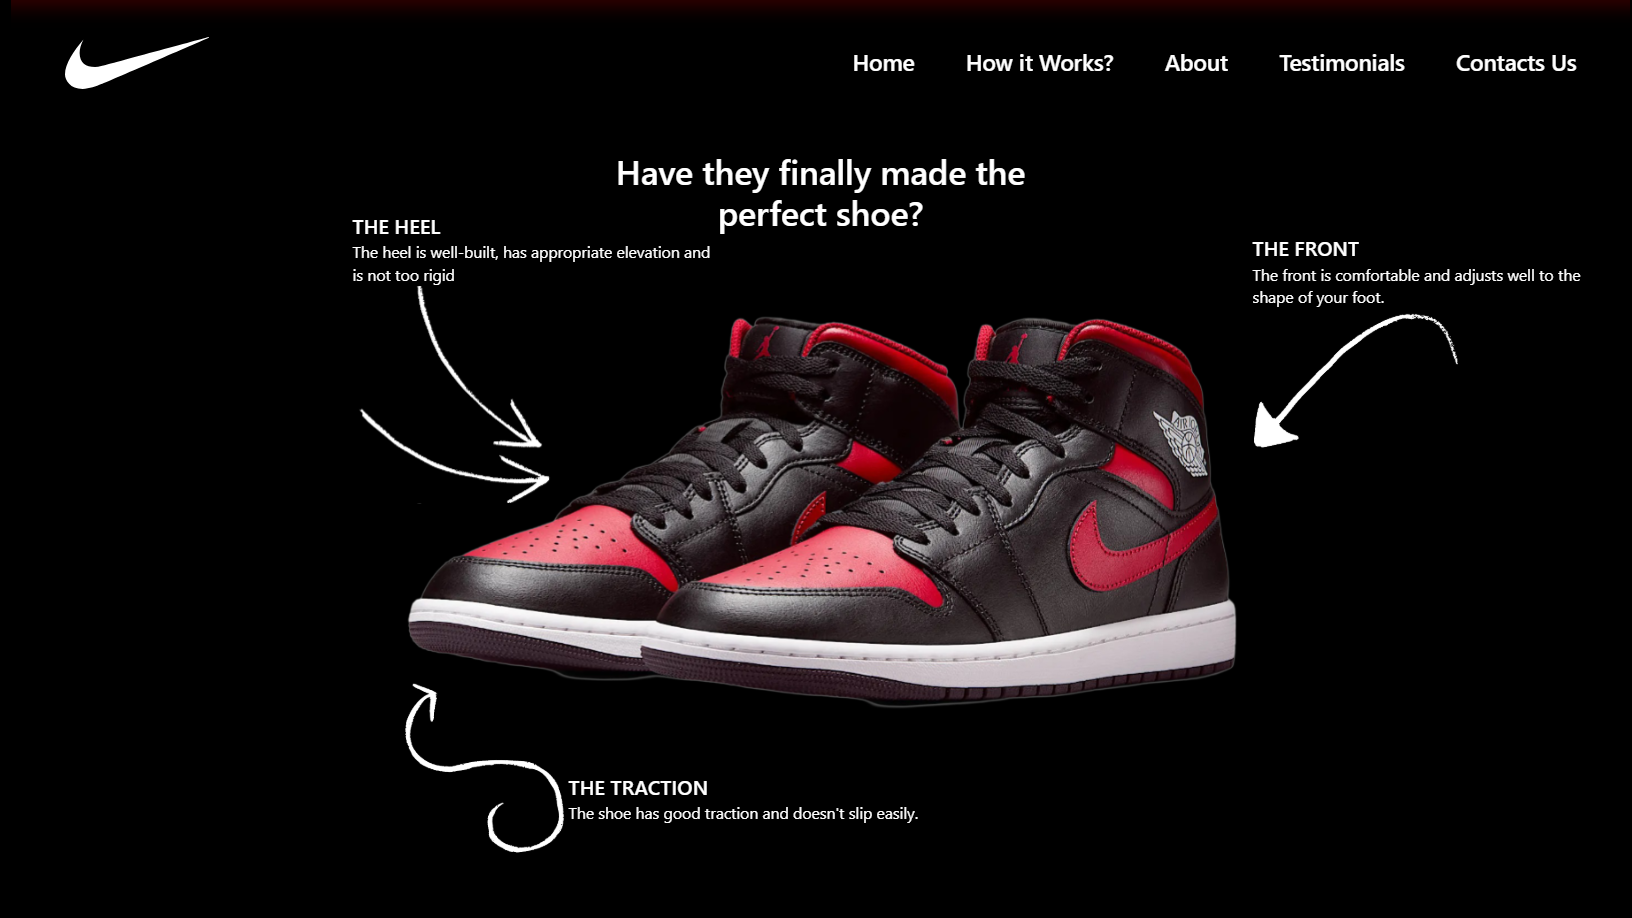 Home How it Works? About Testimonials Contacts Us
Have they finally made the
perfect shoe?
THE HEEL
The heel is well-built, has appropriate elevation and
is not too rigid
THE FRONT
The front is comfortable and adjusts well to the
shape of your foot.
THE TRACTION
The shoe has good traction and doesn't slip easily.